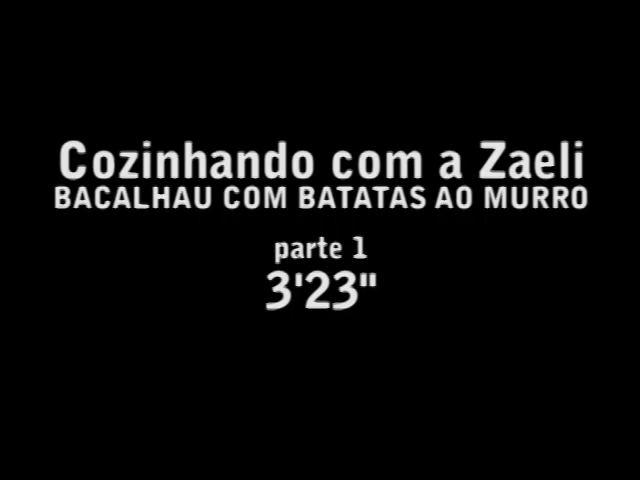 Cozinhando com a Zaeli
BACALHAU COM BATATAS AO MURRO
parte 1
3'23"